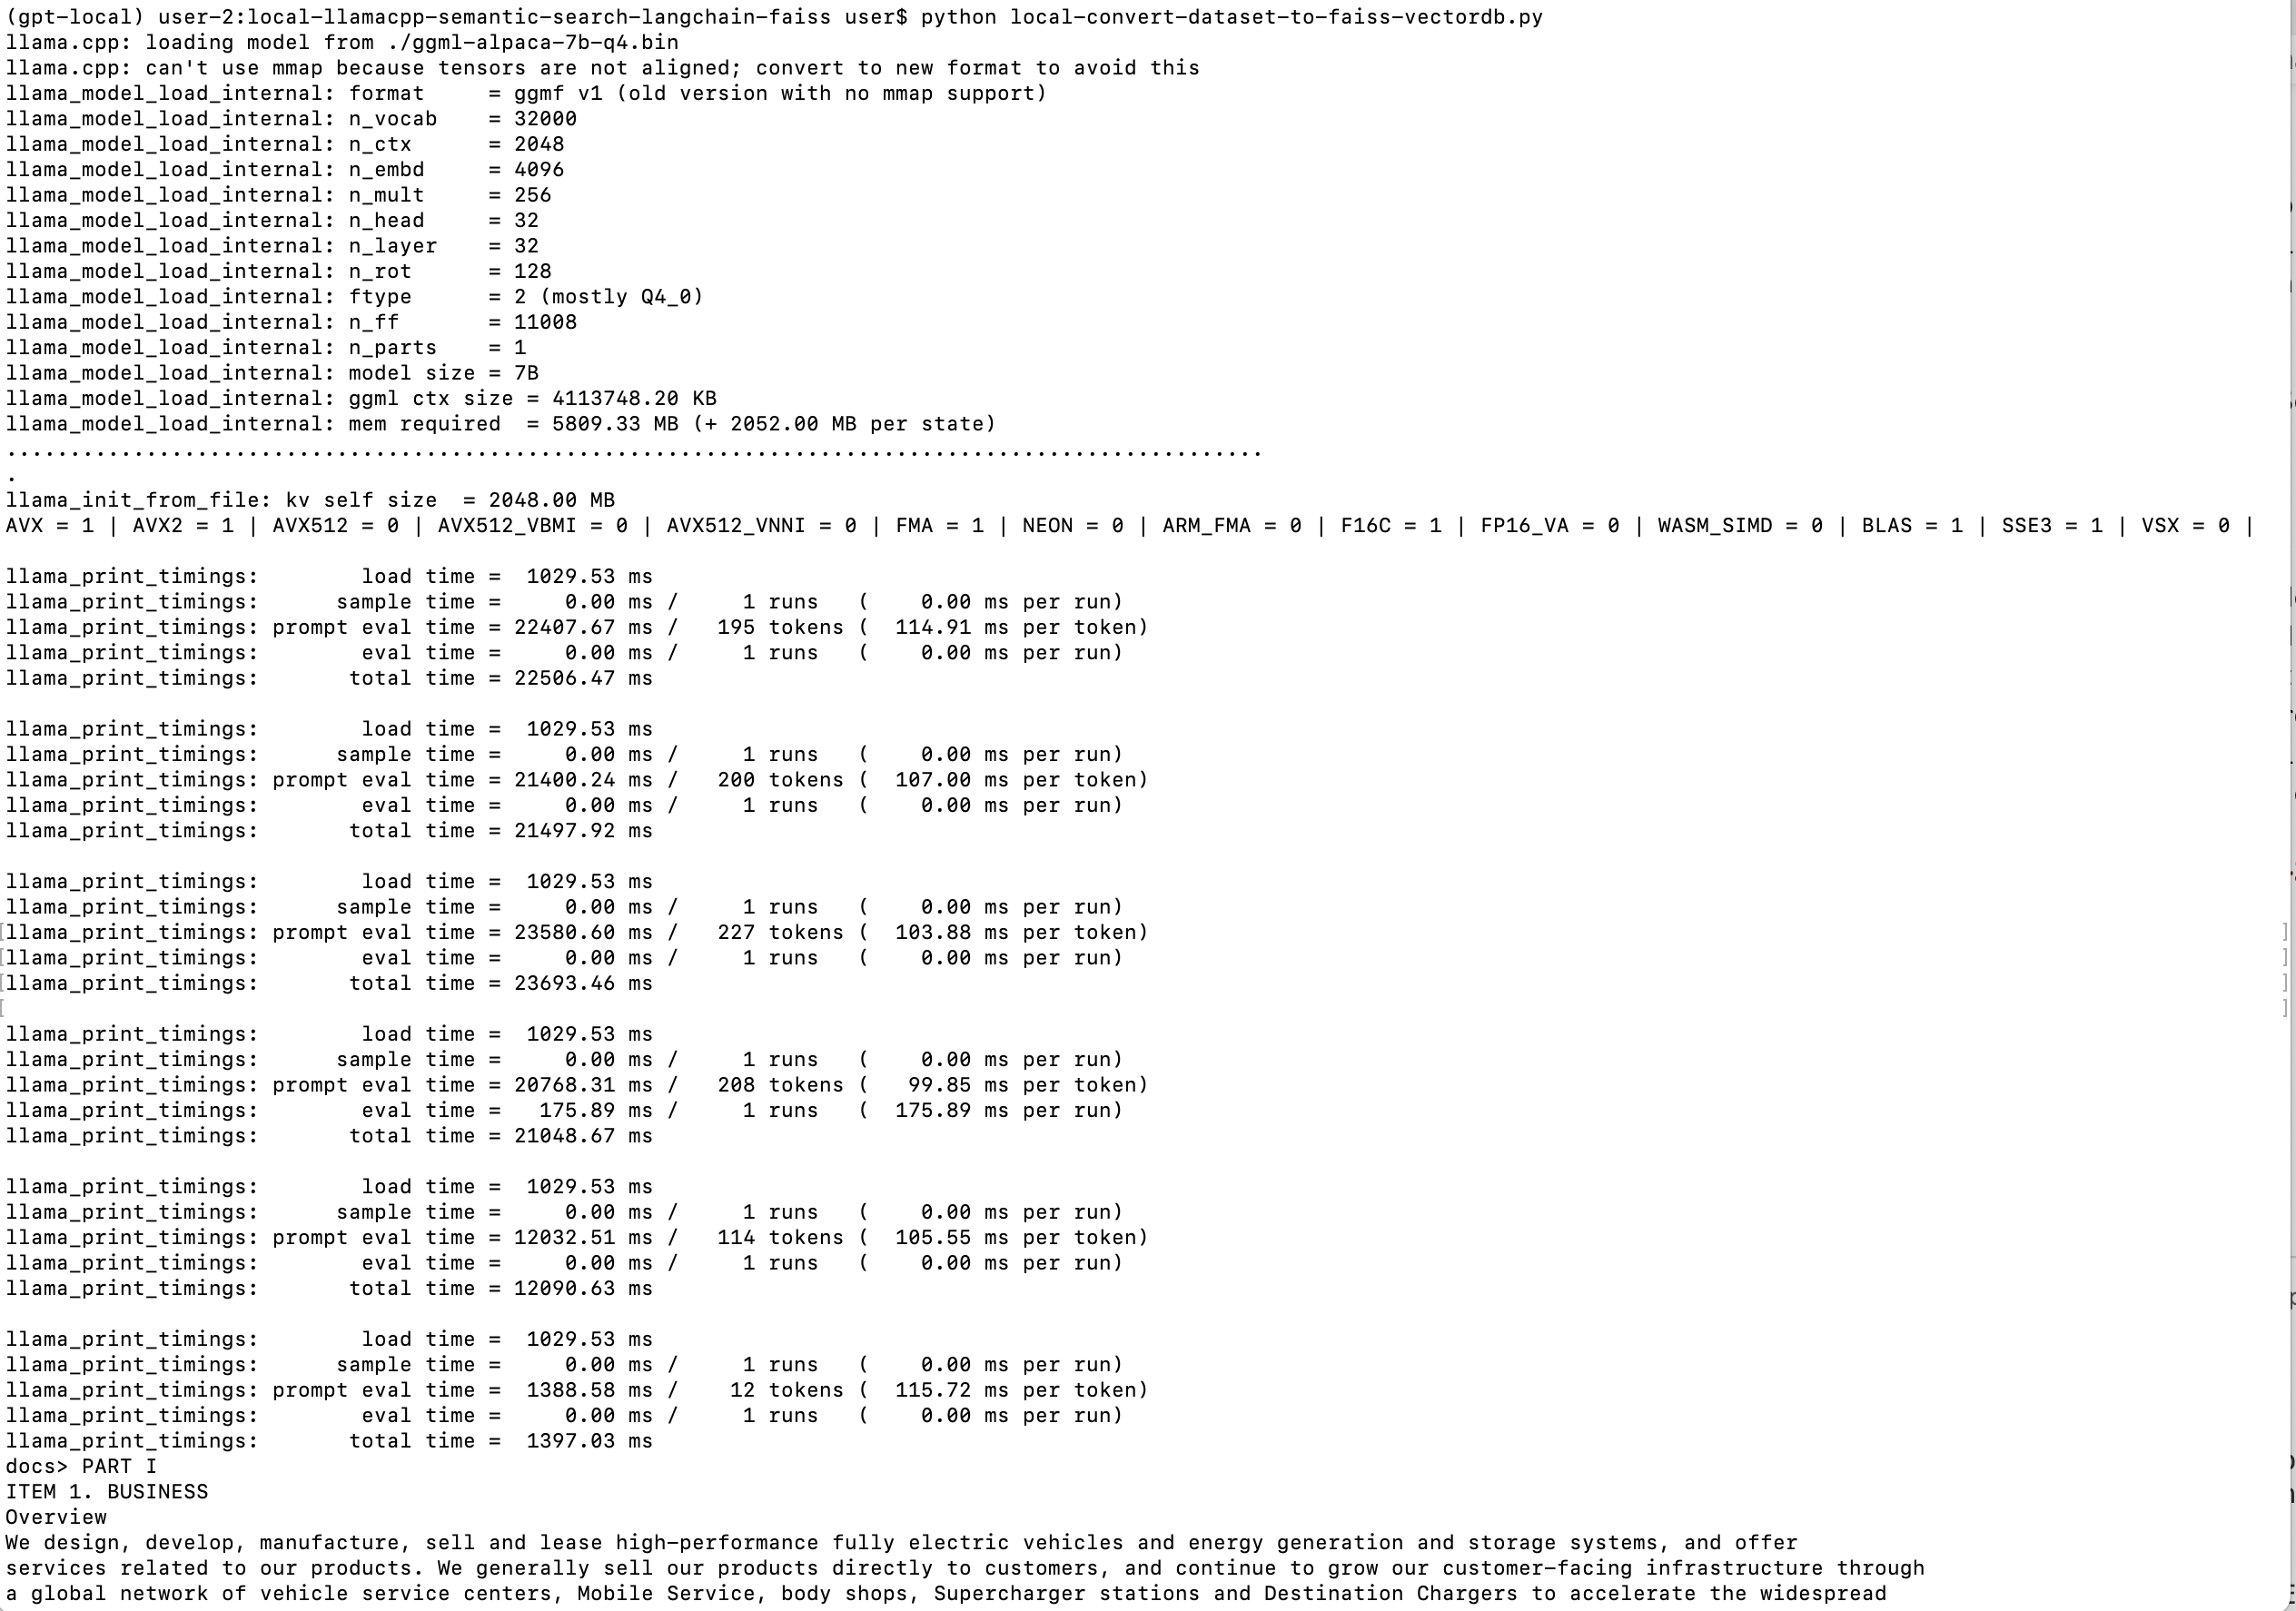 (gpt-local) user-2:local-llamacpp-semantic-search-langchain-faiss user$ python local-convert-dataset-to-faiss-vectordb.py
llama.cpp: loading model from ./ggml-alpaca-7b-q4.bin
llama.cpp: can't use mmap because tensors are not aligned; convert to new format to avoid this
llama_model_load_internal: format     = ggmf v1 (old version with no mmap support)
llama_model_load_internal: n_vocab    = 32000
llama_model_load_internal: n_ctx      = 2048
llama_model_load_internal: n_embd     = 4096
llama_model_load_internal: n_mult     = 256
llama_model_load_internal: n_head     = 32
llama_model_load_internal: n_layer    = 32
llama_model_load_internal: n_rot      = 128
llama_model_load_internal: ftype      = 2 (mostly Q4_0)
llama_model_load_internal: n_ff       = 11008
llama_model_load_internal: n_parts    = 1
llama_model_load_internal: model size = 7B
llama_model_load_internal: ggml ctx size = 4113748.20 KB
llama_model_load_internal: mem required  = 5809.33 MB (+ 2052.00 MB per state)
...................................................................................................
.
llama_init_from_file: kv self size  = 2048.00 MB
AVX = 1 | AVX2 = 1 | AVX512 = 0 | AVX512_VBMI = 0 | AVX512_VNNI = 0 | FMA = 1 | NEON = 0 | ARM_FMA = 0 | F16C = 1 | FP16_VA = 0 | WASM_SIMD = 0 | BLAS = 1 | SSE3 = 1 | VSX = 0 |
llama_print_timings:        load time =  1029.53 ms
llama_print_timings:      sample time =     0.00 ms /     1 runs   (    0.00 ms per run)
llama_print_timings: prompt eval time = 22407.67 ms /   195 tokens (  114.91 ms per token)
llama_print_timings:        eval time =     0.00 ms /     1 runs   (    0.00 ms per run)
llama_print_timings:       total time = 22506.47 ms
llama_print_timings:        load time =  1029.53 ms
llama_print_timings:      sample time =     0.00 ms /     1 runs   (    0.00 ms per run)
llama_print_timings: prompt eval time = 21400.24 ms /   200 tokens (  107.00 ms per token)
llama_print_timings:        eval time =     0.00 ms /     1 runs   (    0.00 ms per run)
llama_print_timings:       total time = 21497.92 ms
llama_print_timings:        load time =  1029.53 ms
llama_print_timings:      sample time =     0.00 ms /     1 runs   (    0.00 ms per run)
llama_print_timings: prompt eval time = 23580.60 ms /   227 tokens (  103.88 ms per token)
llama_print_timings:        eval time =     0.00 ms /     1 runs   (    0.00 ms per run)
llama_print_timings:       total time = 23693.46 ms
llama_print_timings:        load time =  1029.53 ms
llama_print_timings:      sample time =     0.00 ms /     1 runs   (    0.00 ms per run)
llama_print_timings: prompt eval time = 20768.31 ms /   208 tokens (   99.85 ms per token)
llama_print_timings:        eval time =   175.89 ms /     1 runs   (  175.89 ms per run)
llama_print_timings:       total time = 21048.67 ms
llama_print_timings:        load time =  1029.53 ms
llama_print_timings:      sample time =     0.00 ms /     1 runs   (    0.00 ms per run)
llama_print_timings: prompt eval time = 12032.51 ms /   114 tokens (  105.55 ms per token)
llama_print_timings:        eval time =     0.00 ms /     1 runs   (    0.00 ms per run)
llama_print_timings:       total time = 12090.63 ms
llama_print_timings:        load time =  1029.53 ms
llama_print_timings:      sample time =     0.00 ms /     1 runs   (    0.00 ms per run)
llama_print_timings: prompt eval time =  1388.58 ms /    12 tokens (  115.72 ms per token)
llama_print_timings:        eval time =     0.00 ms /     1 runs   (    0.00 ms per run)
llama_print_timings:       total time =  1397.03 ms
docs> PART I
ITEM 1. BUSINESS
Overview
We design, develop, manufacture, sell and lease high-performance fully electric vehicles and energy generation and storage systems, and offer
services related to our products. We generally sell our products directly to customers, and continue to grow our customer-facing infrastructure through
a global network of vehicle service centers, Mobile Service, body shops, Supercharger stations and Destination Chargers to accelerate the widespread